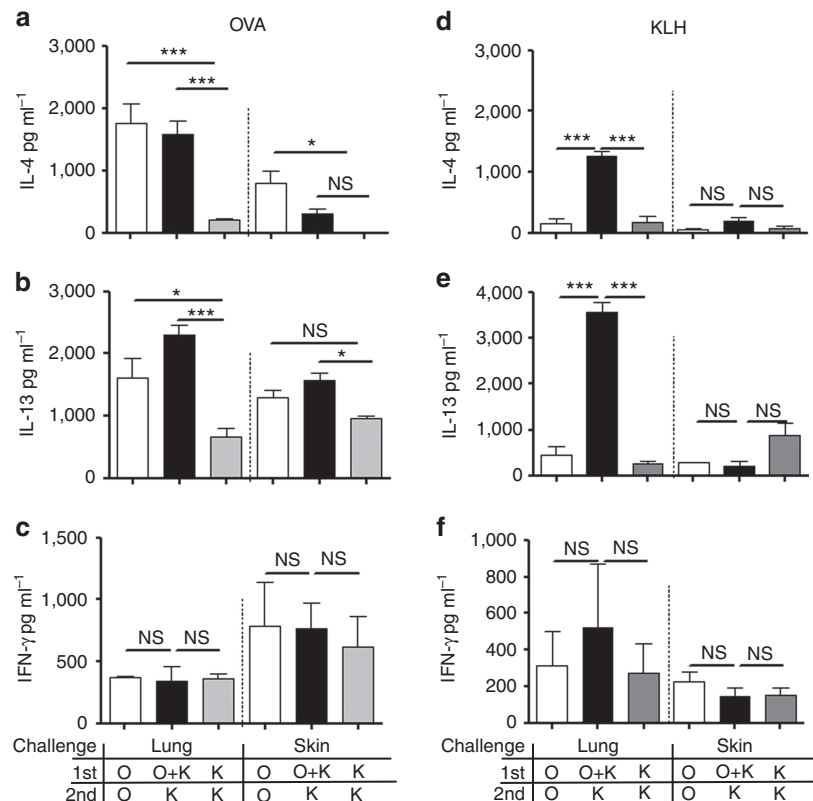 a
OVA
IL-4 pg ml⁻¹
3,000
2,000
1,000
0
***
***
*
NS
b
IL-13 pg ml⁻¹
3,000
2,000
1,000
0
*
***
NS
*
c
IFN-γ pg ml⁻¹
1,500
1,000
500
0
NS NS
NS NS
Challenge Lung Skin
1st O O+K K O O+K K
2nd O K K O K K
d
KLH
IL-4 pg ml⁻¹
3,000
2,000
1,000
0
*** ***
NS NS
e
IL-13 pg ml⁻¹
4,000
3,000
2,000
1,000
0
*** ***
NS NS
f
IFN-γ pg ml⁻¹
1,000
800
600
400
200
0
NS NS
NS NS
Challenge Lung Skin
1st O O+K K O O+K K
2nd O K K O K K